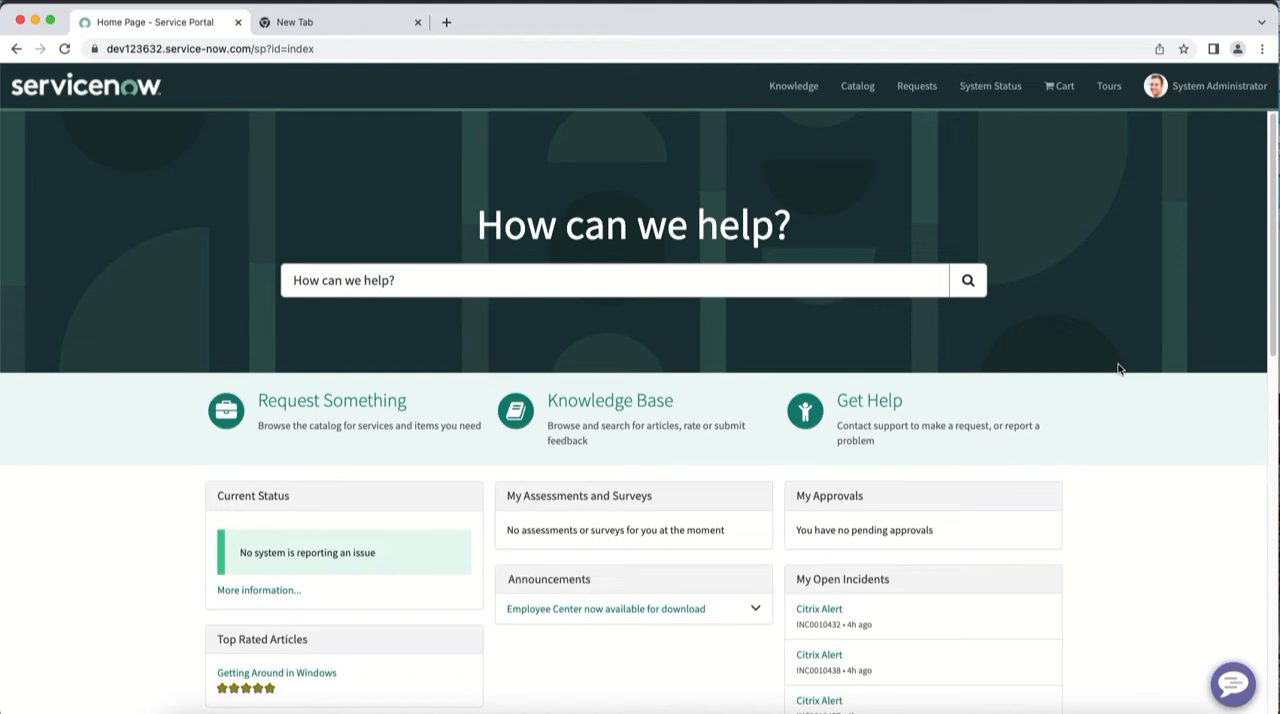 Home Page - Service Portal
New Tab
dev123632.service-now.com/sp?id=index
servicenow
Knowledge
Catalog
Requests
System Status
Cart
Tours
System Administrator
How can we help?
How can we help?
Request Something
Browse the catalog for services and items you need
Knowledge Base
Browse and search for articles, rate or submit
feedback
Get Help
Contact support to make a request, or report a
problem
Current Status
No system is reporting an issue
More information...
Top Rated Articles
Getting Around in Windows
My Assessments and Surveys
No assessments or surveys for you at the moment
Announcements
Employee Center now available for download
My Approvals
You have no pending approvals
My Open Incidents
Citrix Alert
INC0010432 • 4h ago
Citrix Alert
INC0010438 • 4h ago
Citrix Alert